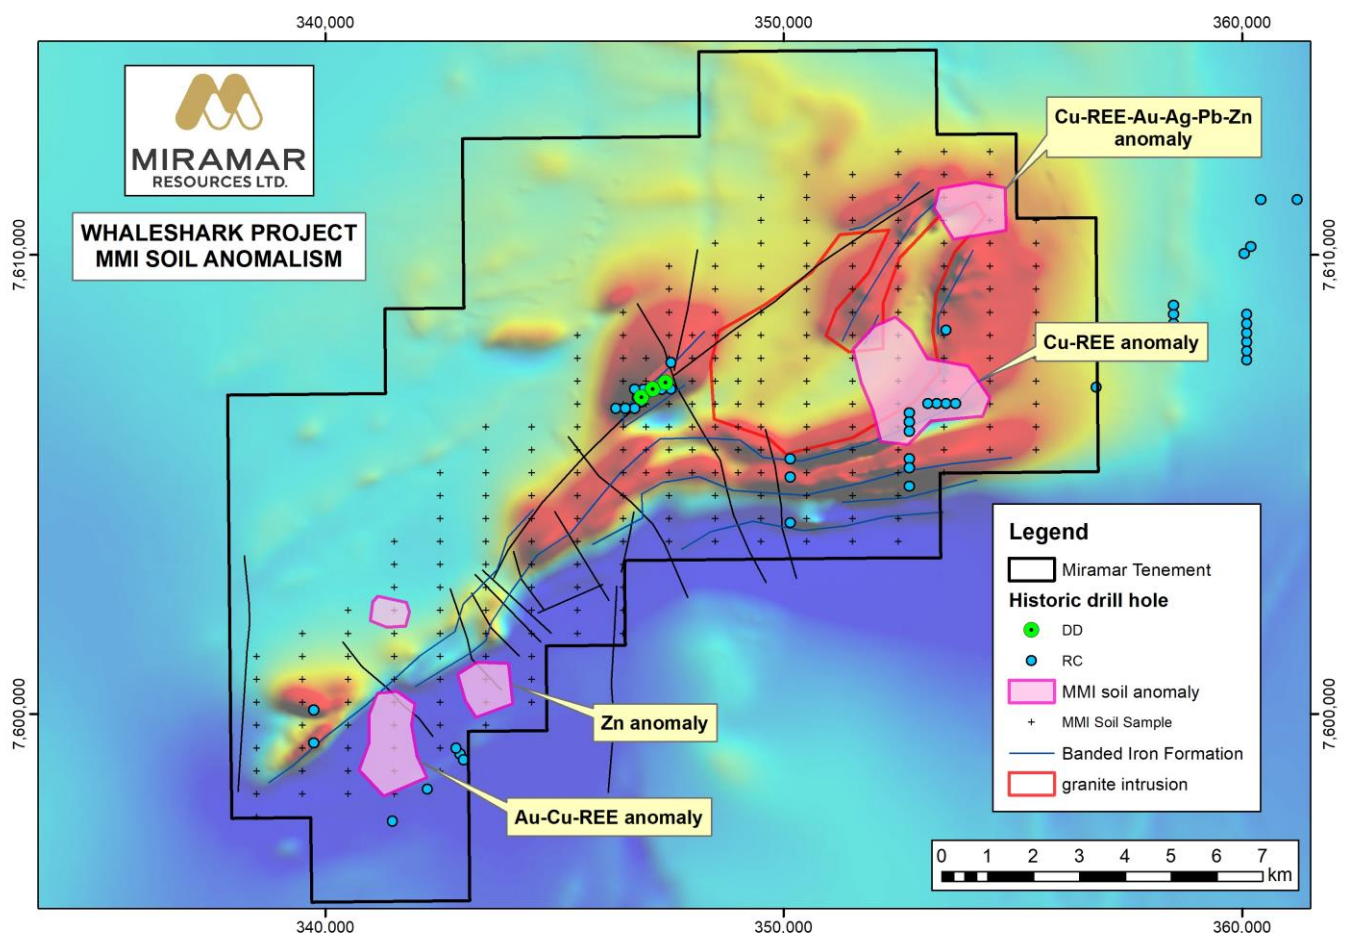 340,000
350,000
360,000
MIRAMAR
RESOURCES LTD.
WHALESHARK PROJECT
MMI SOIL ANOMALISM
Cu-REE-Au-Ag-Pb-Zn
anomaly
7,610,000
7,610,000
Cu-REE anomaly
Legend
Miramar Tenement
Historic drill hole
DD
RC
MMI soil anomaly
MMI Soil Sample
Banded Iron Formation
granite intrusion
7,600,000
7,600,000
Zn anomaly
Au-Cu-REE anomaly
0 1 2 3 4 5 6 7
km
340,000
350,000
360,000